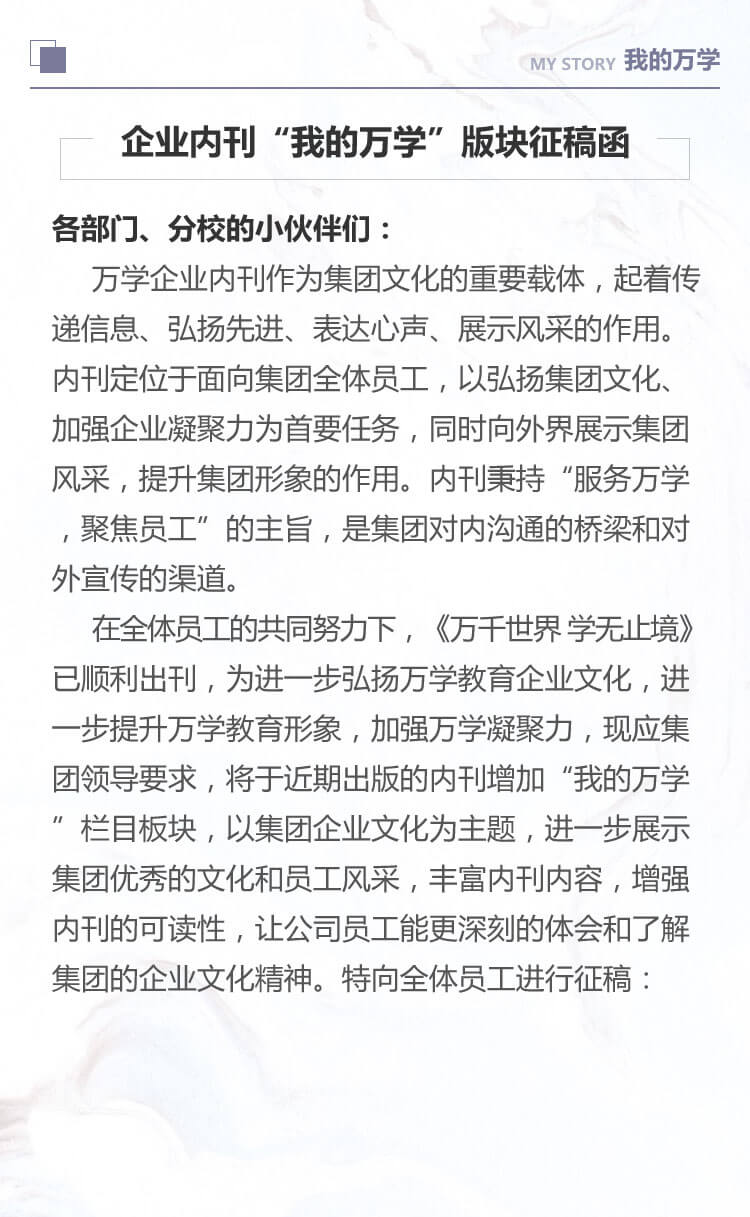 MY STORY 我的万学
企业内刊“我的万学”版块征稿函
各部门、分校的小伙伴们：
万学企业内刊作为集团文化的重要载体，起着传
递信息、弘扬先进、表达心声、展示风采的作用。
内刊定位于面向集团全体员工，以弘扬集团文化、
加强企业凝聚力为首要任务，同时向外界展示集团
风采，提升集团形象的作用。内刊秉持“服务万学
，聚焦员工”的主旨，是集团对内沟通的桥梁和对
外宣传的渠道。
在全体员工的共同努力下，《万千世界 学无止境》
已顺利出刊，为进一步弘扬万学教育企业文化，进
一步提升万学教育形象，加强万学凝聚力，现应集
团领导要求，将于近期出版的内刊增加“我的万学
”栏目板块，以集团企业文化为主题，进一步展示
集团优秀的文化和员工风采，丰富内刊内容，增强
内刊的可读性，让公司员工能更深刻的体会和了解
集团的企业文化精神。特向全体员工进行征稿：